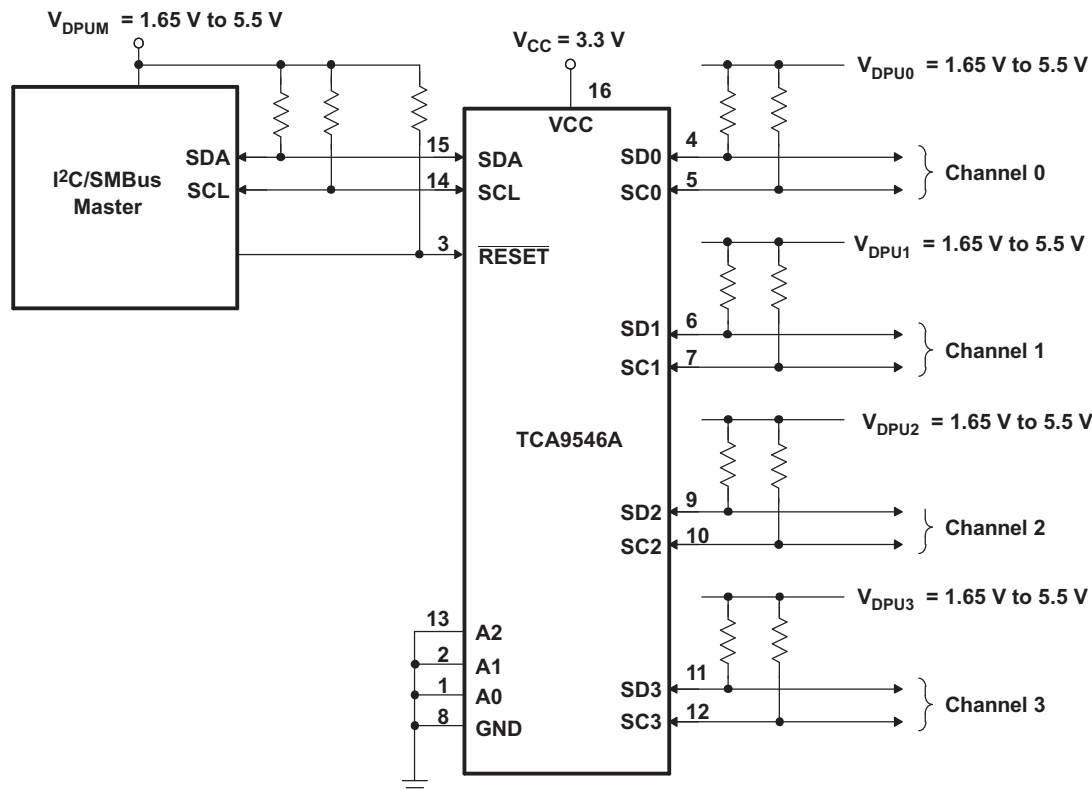 VDPUM = 1.65 V to 5.5 V
VCC = 3.3 V
16
VCC
I²C/SMBus
Master
SDA
SCL
15
14
3
SDA
SCL
RESET
TCA9546A
13
2
1
8
A2
A1
A0
GND
VDPU0 = 1.65 V to 5.5 V
SD0
4
SC0
5
Channel 0
VDPU1 = 1.65 V to 5.5 V
SD1
6
SC1
7
Channel 1
VDPU2 = 1.65 V to 5.5 V
SD2
9
SC2
10
Channel 2
VDPU3 = 1.65 V to 5.5 V
SD3
11
SC3
12
Channel 3